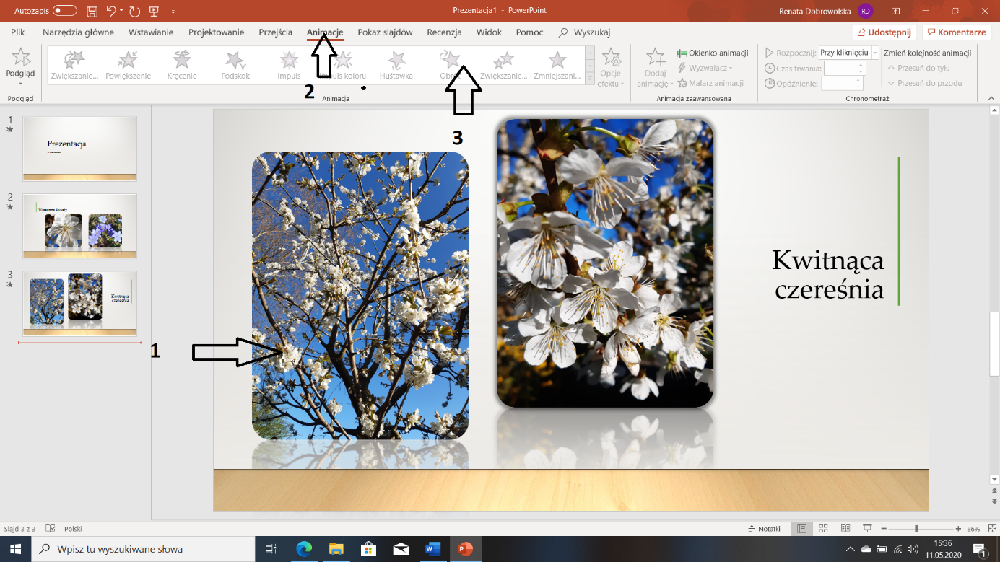 Autozapis
Prezentacja1 - PowerPoint
Renata Dobrowolska RD
Plik Narzędzia główne Wstawianie Projektowanie Przejścia Animacje Pokaz slajdów Recenzja Widok Pomoc Wyszukaj
Udostępnij Komentarze
Podgląd
Zwiększanie... Powiększenie Kręcenie Podskok Impuls Impuls koloru Huśtawka Zwiększanie... Zmniejszani...
Opcje
efektu
Dodaj
animację
Okienko animacji
Wyzwalacz
Malarz animacji
Rozpocznij: Przy kliknięciu
Czas trwania:
Opóźnienie:
Zmień kolejność animacji
Przesuń do tyłu
Przesuń do przodu
Podgląd
Animacja
Animacja zaawansowana
Chronometraż
2
3
1
1
Prezentacja
2
Wiosenne kwiaty
3
Kwitnąca
czereśnia
Kwitnąca
czereśnia
Slajd 3 z 3 Polski
Notatki
86%
Wpisz tu wyszukiwane słowa
15:36
11.05.2020
1